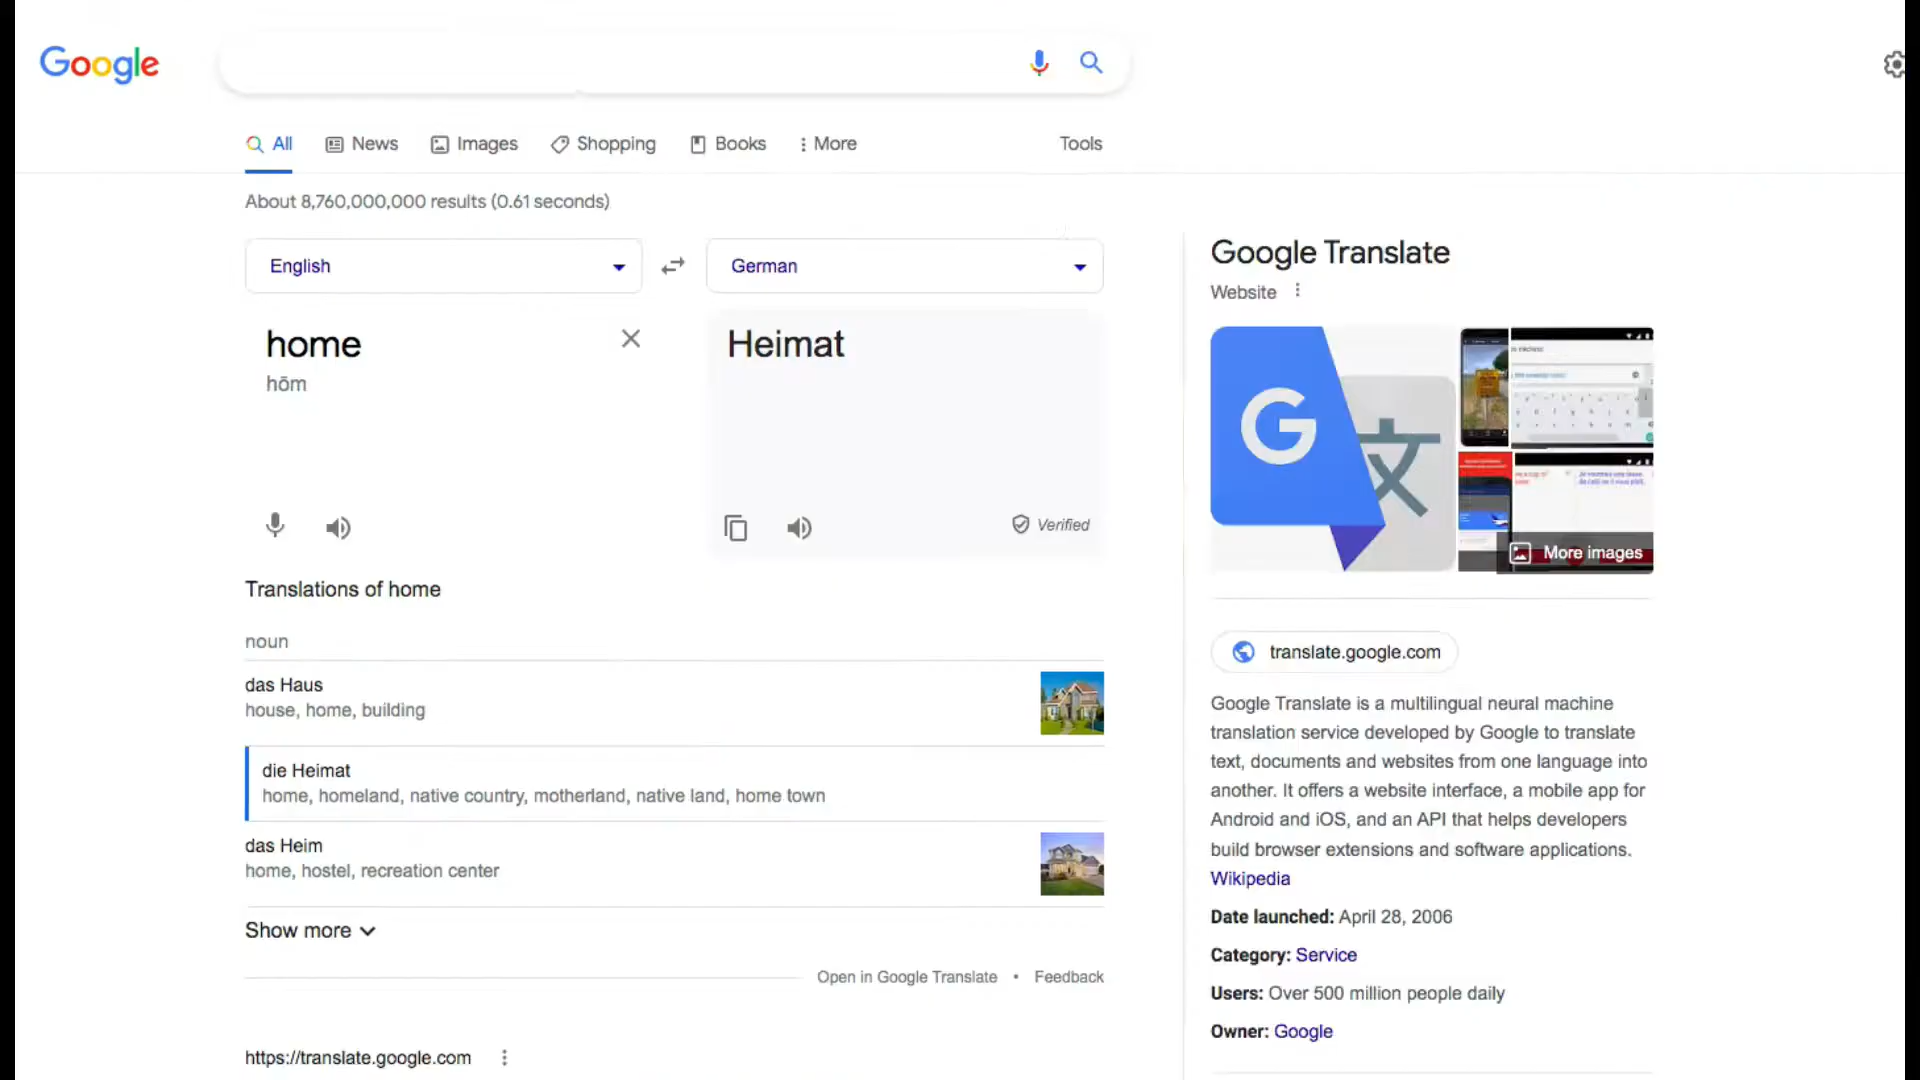 Google
All News Images Shopping Books More Tools
About 8,760,000,000 results (0.61 seconds)
English German
home
hōm
Heimat
Verified
Translations of home
noun
das Haus
house, home, building
die Heimat
home, homeland, native country, motherland, native land, home town
das Heim
home, hostel, recreation center
Show more
Open in Google Translate • Feedback
https://translate.google.com
Google Translate
Website
G
文
More images
translate.google.com
Google Translate is a multilingual neural machine
translation service developed by Google to translate
text, documents and websites from one language into
another. It offers a website interface, a mobile app for
Android and iOS, and an API that helps developers
build browser extensions and software applications.
Wikipedia
Date launched: April 28, 2006
Category: Service
Users: Over 500 million people daily
Owner: Google